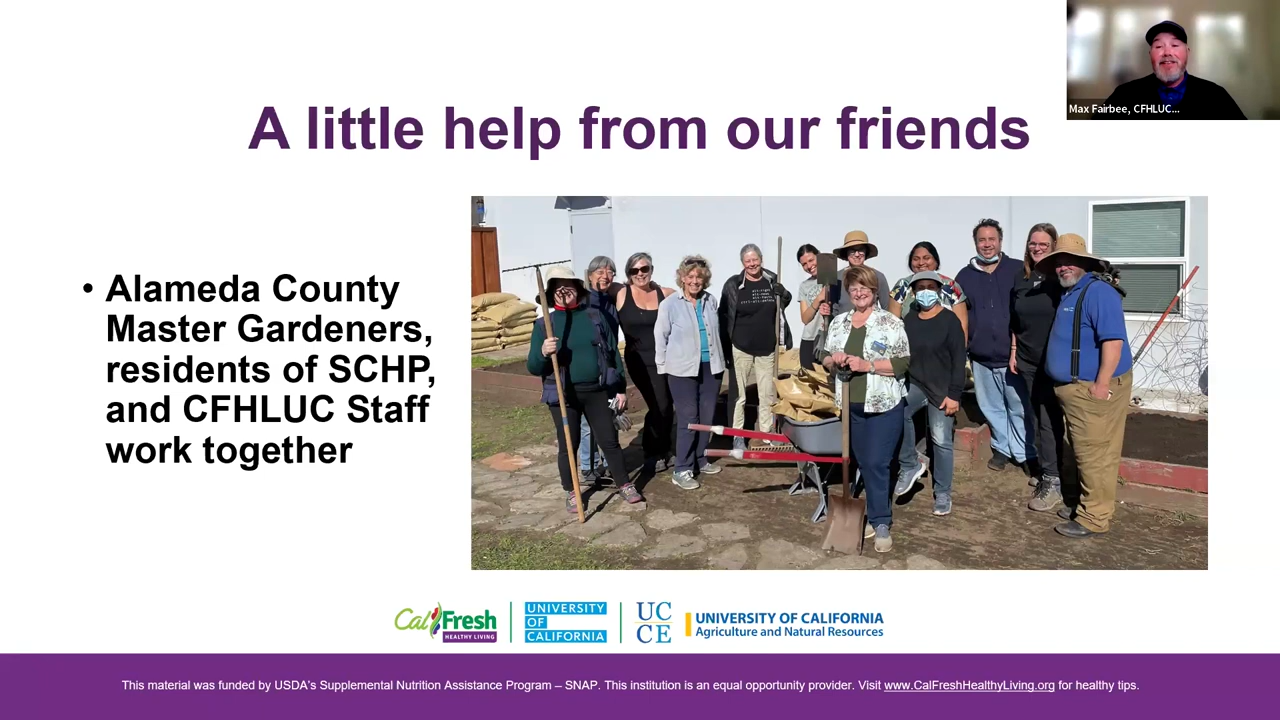 Max Fairbee, CFHLUC...
A little help from our friends
• Alameda County
Master Gardeners,
residents of SCHP,
and CFHLUC Staff
work together
CalFresh
HEALTHY LIVING
UNIVERSITY
OF
CALIFORNIA
UC
CE
UNIVERSITY OF CALIFORNIA
Agriculture and Natural Resources
This material was funded by USDA's Supplemental Nutrition Assistance Program – SNAP. This institution is an equal opportunity provider. Visit www.CalFreshHealthyLiving.org for healthy tips.